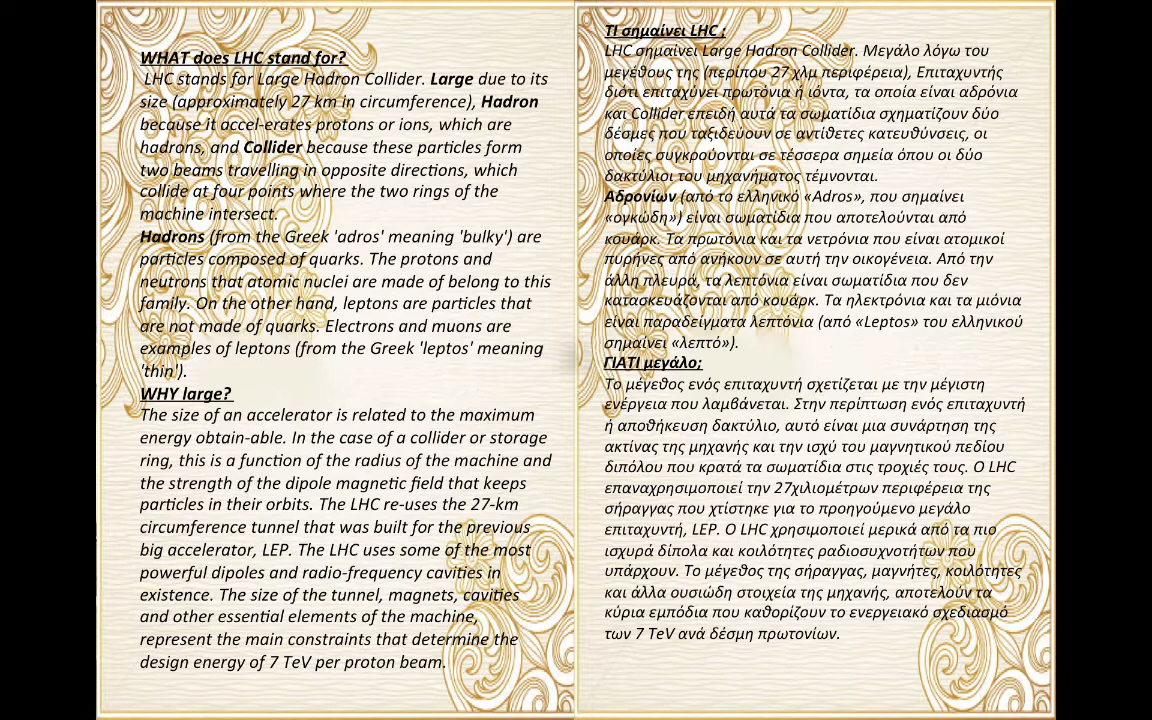 WHAT does LHC stand for?
LHC stands for Large Hadron Collider. Large due to its
size (approximately 27 km in circumference), Hadron
because it accel-erates protons or ions, which are
hadrons, and Collider because these particles form
two beams travelling in opposite directions, which
collide at four points where the two rings of the
machine intersect.
Hadrons (from the Greek 'adros' meaning 'bulky') are
particles composed of quarks. The protons and
neutrons that atomic nuclei are made of belong to this
family. On the other hand, leptons are particles that
are not made of quarks. Electrons and muons are
examples of leptons (from the Greek 'leptos' meaning
'thin').
WHY large?
The size of an accelerator is related to the maximum
energy obtain-able. In the case of a collider or storage
ring, this is a function of the radius of the machine and
the strength of the dipole magnetic field that keeps
particles in their orbits. The LHC re-uses the 27-km
circumference tunnel that was built for the previous
big accelerator, LEP. The LHC uses some of the most
powerful dipoles and radio-frequency cavities in
existence. The size of the tunnel, magnets, cavities
and other essential elements of the machine,
represent the main constraints that determine the
design energy of 7 TeV per proton beam.
ΤΙ σημαίνει LHC ;
LHC σημαίνει Large Hadron Collider. Μεγάλο λόγω του
μεγέθους της (περίπου 27 χλμ περιφέρεια), Επιταχυντής
διότι επιταχύγει πρωτόνια ή ιόντα, τα οποία είναι αδρόνια
και Collider επειδή αυτά τα σωματίδια σχηματίζουν δύο
δέσμες που ταξιδεύουν σε αντίθετες κατευθύνσεις, οι
οποίες συγκρούονται σε τέσσερα σημεία όπου οι δύο
δακτύλιοι του μηχανήματος τέμνονται.
Αδρονίων (από το ελληνικό «Adros», που σημαίνει
«ογκώδη») είναι σωματίδια που αποτελούνται από
κουάρκ. Τα πρωτόνια και τα νετρόνια που είναι ατομικοί
πυρήνες από ανήκουν σε αυτή την οικογένεια. Από την
άλλη πλευρά, τα λεπτόνια είναι σωματίδια που δεν
κατασκευάζονται από κουάρκ. Τα ηλεκτρόνια και τα μιόνια
είναι παραδείγματα λεπτόνια (από «Leptos» του ελληνικού
σημαίνει «λεπτό»).
ΓΙΑΤΙ μεγάλο;
Το μέγεθος ενός επιταχυντή σχετίζεται με την μέγιστη
ενέργεια που λαμβάνεται. Στην περίπτωση ενός επιταχυντή
ή αποθήκευση δακτύλιο, αυτό είναι μια συνάρτηση της
ακτίνας της μηχανής και την ισχύ του μαγνητικού πεδίου
διπόλου που κρατά τα σωματίδια στις τροχιές τους. Ο LHC
επαναχρησιμοποιεί την 27χιλιομέτρων περιφέρεια της
σήραγγας που χτίστηκε για το προηγούμενο μεγάλο
επιταχυντή, LEP. Ο LHC χρησιμοποιεί μερικά από τα πιο
ισχυρά δίπολα και κοιλότητες ραδιοσυχνοτήτων που
υπάρχουν. Το μέγεθος της σήραγγας, μαγνήτες, κοιλότητες
και άλλα ουσιώδη στοιχεία της μηχανής, αποτελούν τα
κύρια εμπόδια που καθορίζουν το ενεργειακό σχεδιασμό
των 7 TeV ανά δέσμη πρωτονίων.